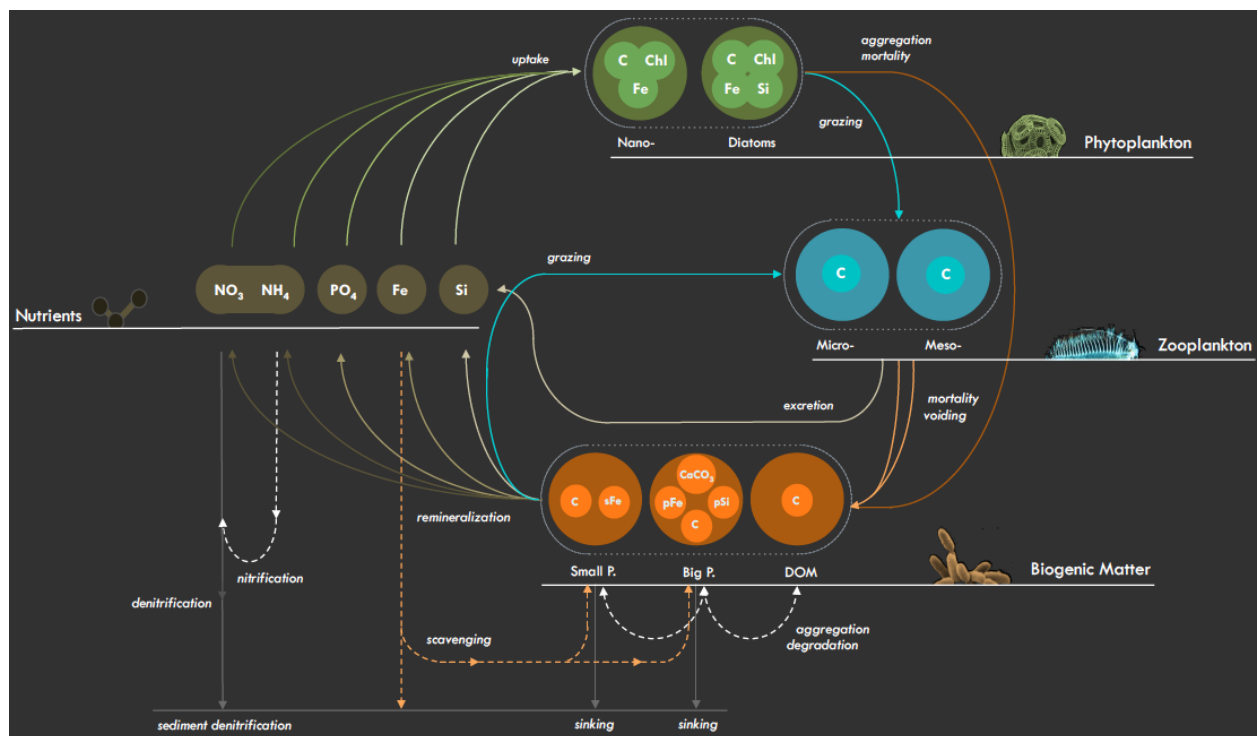 aggregation
mortality
uptake
C Chl
Fe
C Chl
Fe Si
grazing
Nano- Diatoms
Phytoplankton
grazing
NO3 NH4 PO4 Fe Si
C C
Nutrients
Micro- Meso-
Zooplankton
excretion
mortality
voiding
CaCO3
C sFe pFe pSi C
C
remineralization
Small P. Big P. DOM
Biogenic Matter
nitrification
denitrification
scavenging
aggregation
degradation
sediment denitrification sinking sinking